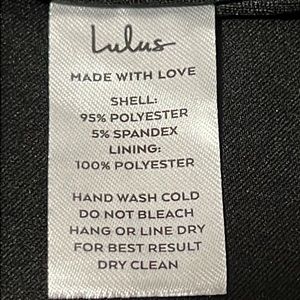 Lulus
MADE WITH LOVE
SHELL:
95% POLYESTER
5% SPANDEX
LINING:
100% POLYESTER
HAND WASH COLD
DO NOT BLEACH
HANG OR LINE DRY
FOR BEST RESULT
DRY CLEAN